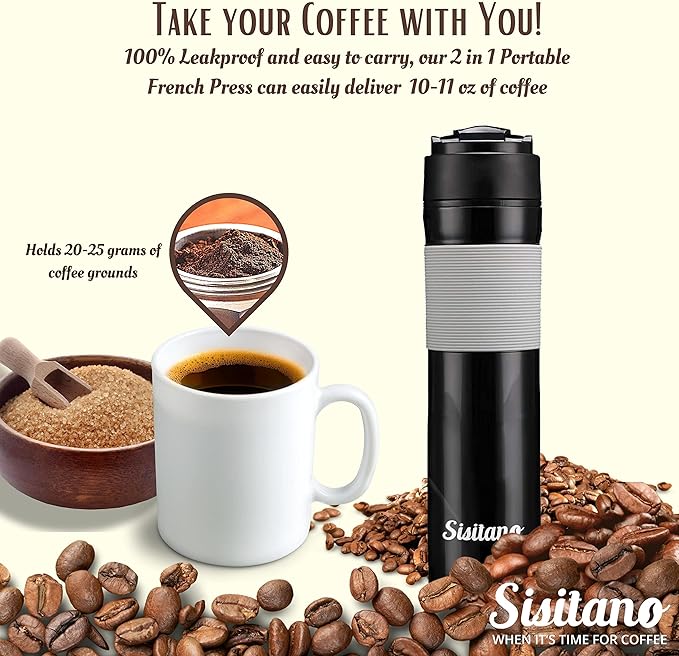 Take your Coffee with You!
100% Leakproof and easy to carry, our 2 in 1 Portable
French Press can easily deliver 10-11 oz of coffee
Holds 20-25 grams of
coffee grounds
Sisitano
Sisitano
WHEN IT'S TIME FOR COFFEE